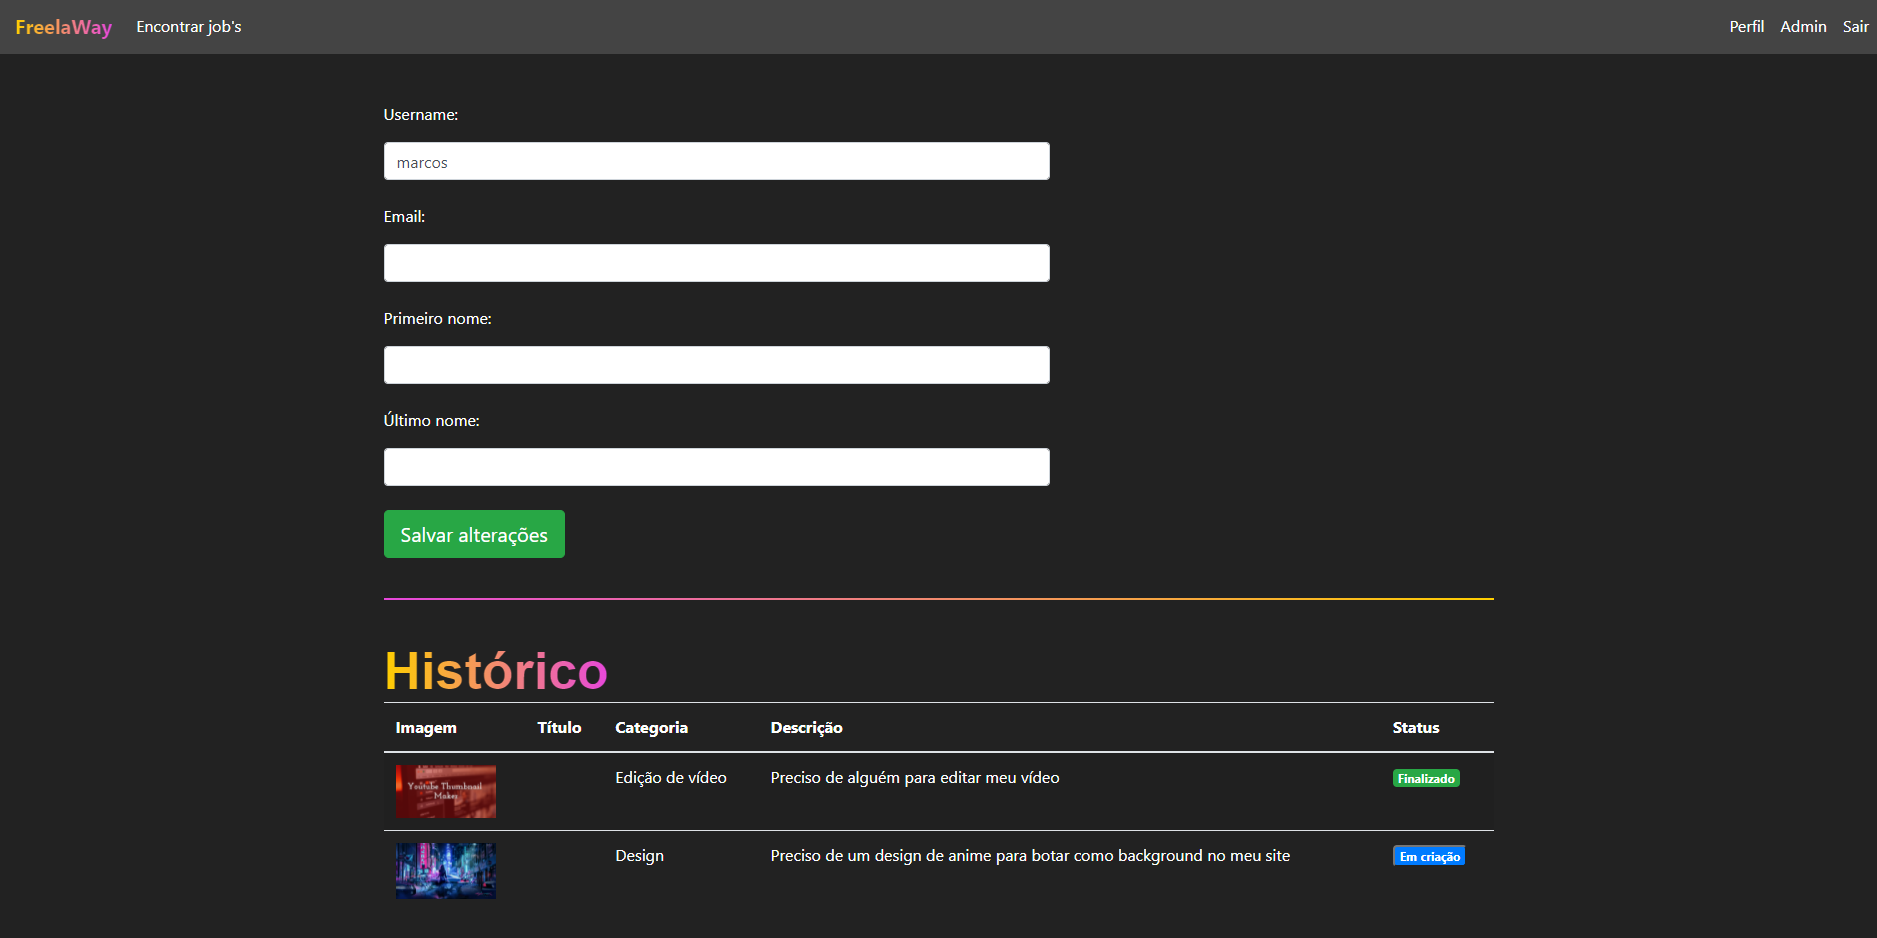 FreelaWay Encontrar job's Perfil Admin Sair
Username:
marcos
Email:
Primeiro nome:
Último nome:
Salvar alterações
Histórico
Imagem Título Categoria Descrição Status
Youtube Thumbnail
Maker
Edição de vídeo Preciso de alguém para editar meu vídeo Finalizado
Design Preciso de um design de anime para botar como background no meu site Em criação